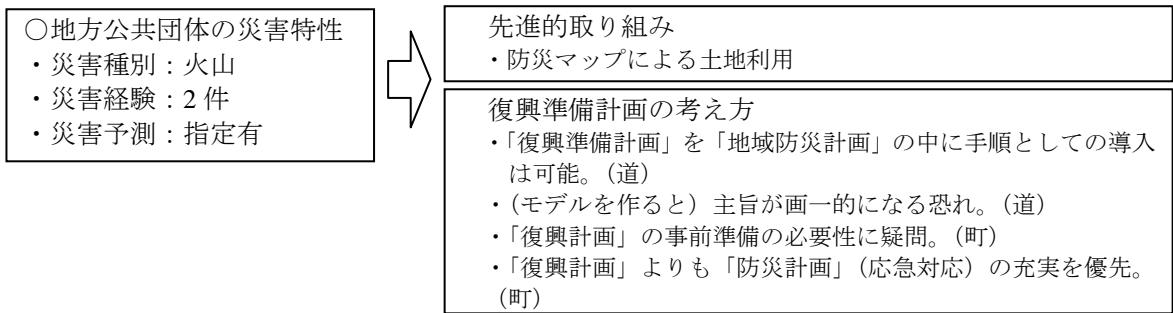 ○地方公共団体の災害特性
・災害種別：火山
・災害経験：2 件
・災害予測：指定有
先進的取り組み
・防災マップによる土地利用
復興準備計画の考え方
・「復興準備計画」を「地域防災計画」の中に手順としての導入
は可能。（道）
・（モデルを作ると）主旨が画一的になる恐れ。（道）
・「復興計画」の事前準備の必要性に疑問。（町）
・「復興計画」よりも「防災計画」（応急対応）の充実を優先。
（町）